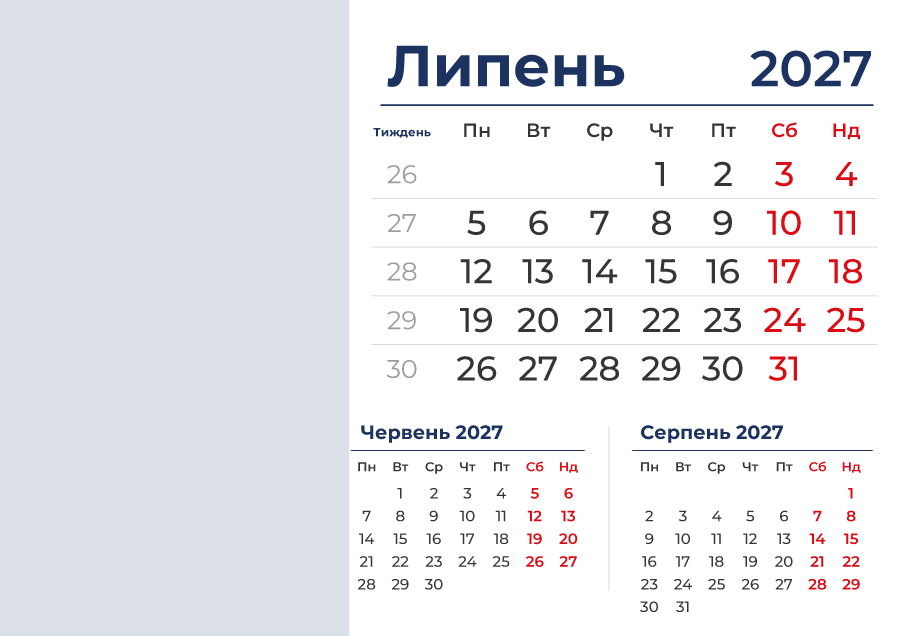 Липень 2027
Тиждень Пн Вт Ср Чт Пт Сб Нд
26 1 2 3 4
27 5 6 7 8 9 10 11
28 12 13 14 15 16 17 18
29 19 20 21 22 23 24 25
30 26 27 28 29 30 31
Червень 2027
Пн Вт Ср Чт Пт Сб Нд
1 2 3 4 5 6
7 8 9 10 11 12 13
14 15 16 17 18 19 20
21 22 23 24 25 26 27
28 29 30
Серпень 2027
Пн Вт Ср Чт Пт Сб Нд
1
2 3 4 5 6 7 8
9 10 11 12 13 14 15
16 17 18 19 20 21 22
23 24 25 26 27 28 29
30 31